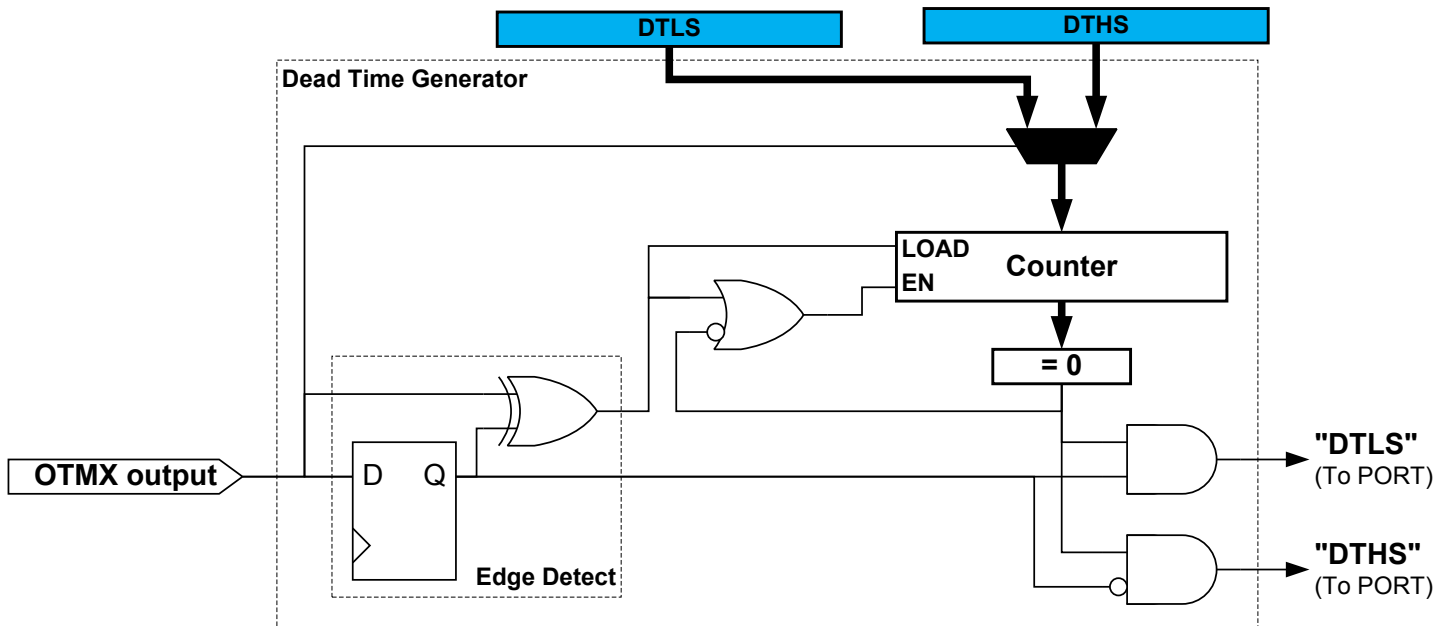 DTLS
DTHS
Dead Time Generator
LOAD
EN
Counter
= 0
OTMX output
D
Q
Edge Detect
"DTLS"
(To PORT)
"DTHS"
(To PORT)